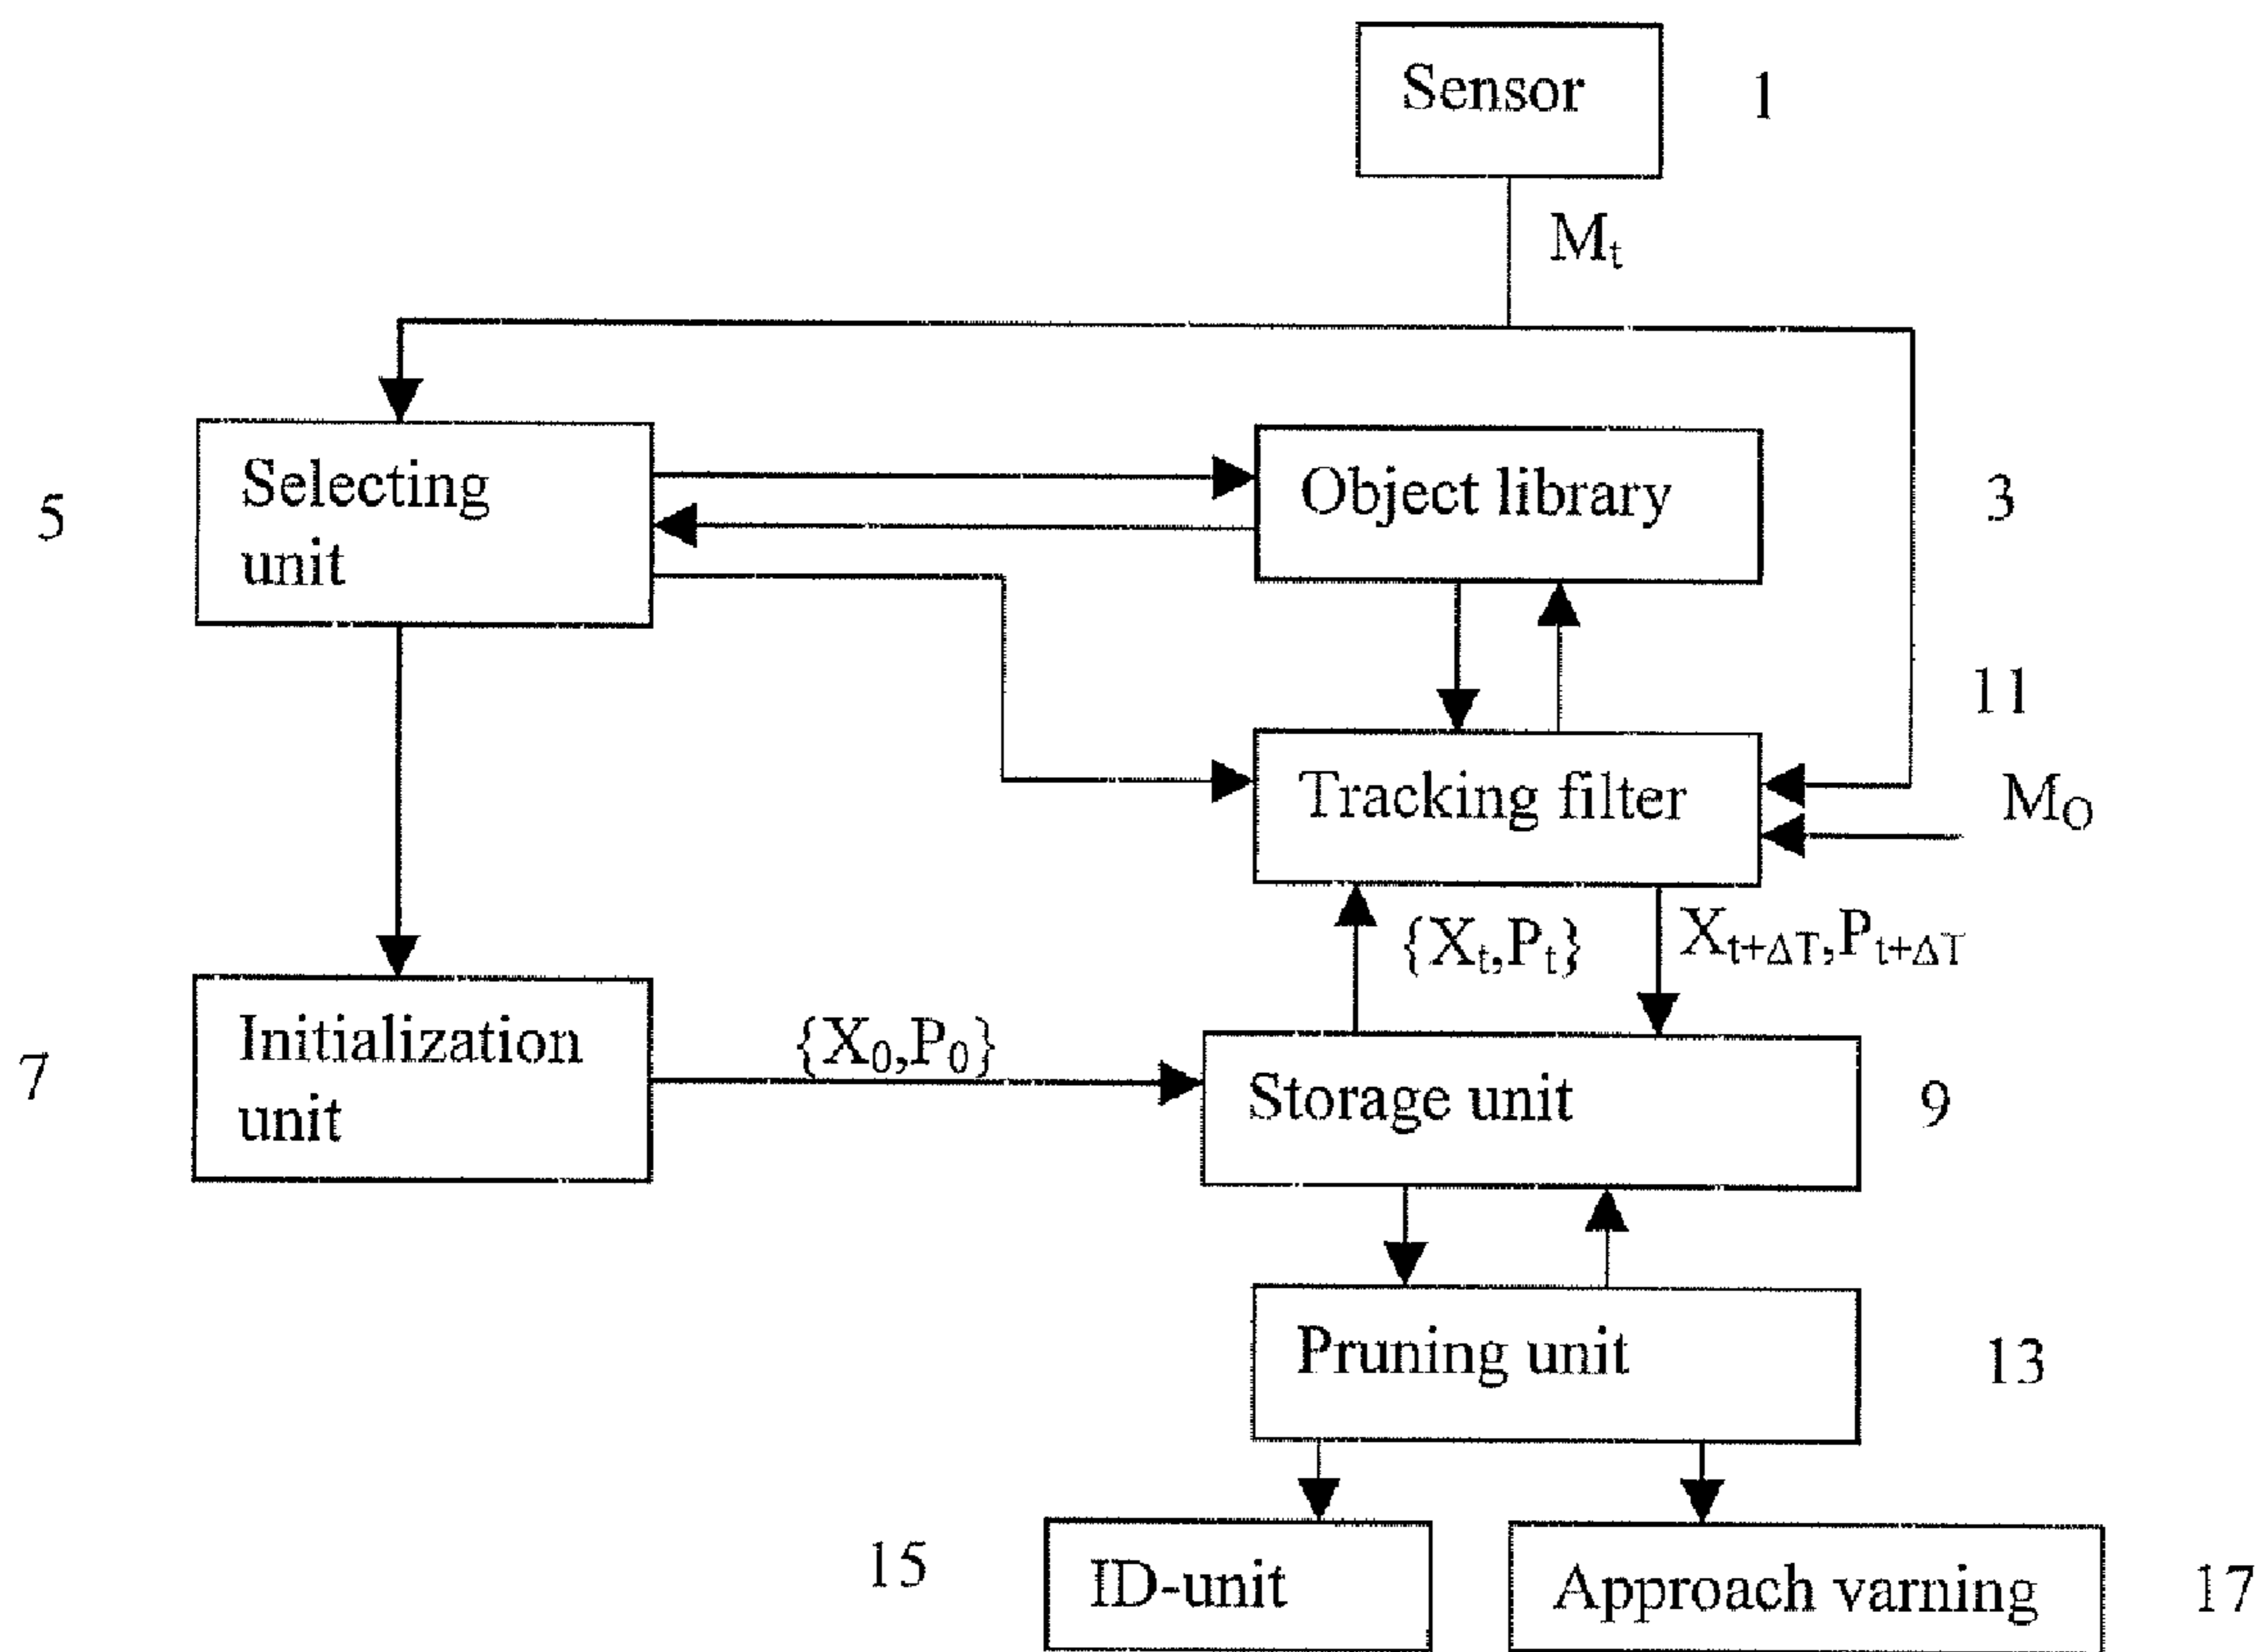 Sensor
1
Mt
5
Selecting
unit
Object library
3
11
Tracking filter
MO
{Xt,Pt}
Xt+ΔT,Pt+ΔT
7
Initialization
unit
{X0,P0}
Storage unit
9
Pruning unit
13
15
ID-unit
Approach varning
17